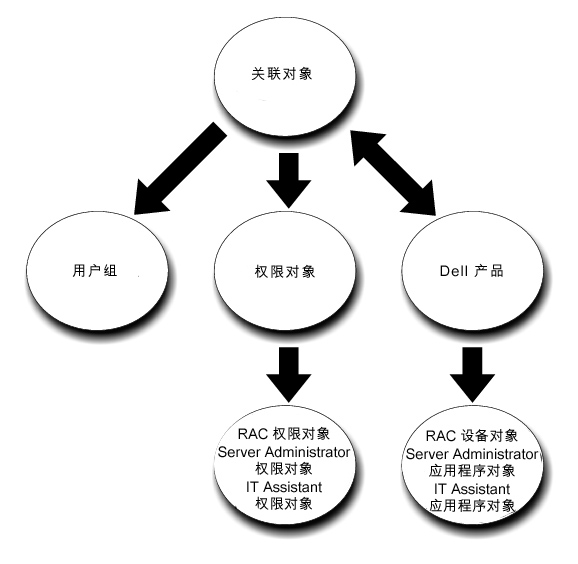 关联对象
用户组
权限对象
Dell 产品
RAC 权限对象
Server Administrator
权限对象
IT Assistant
权限对象
RAC 设备对象
Server Administrator
应用程序对象
IT Assistant
应用程序对象